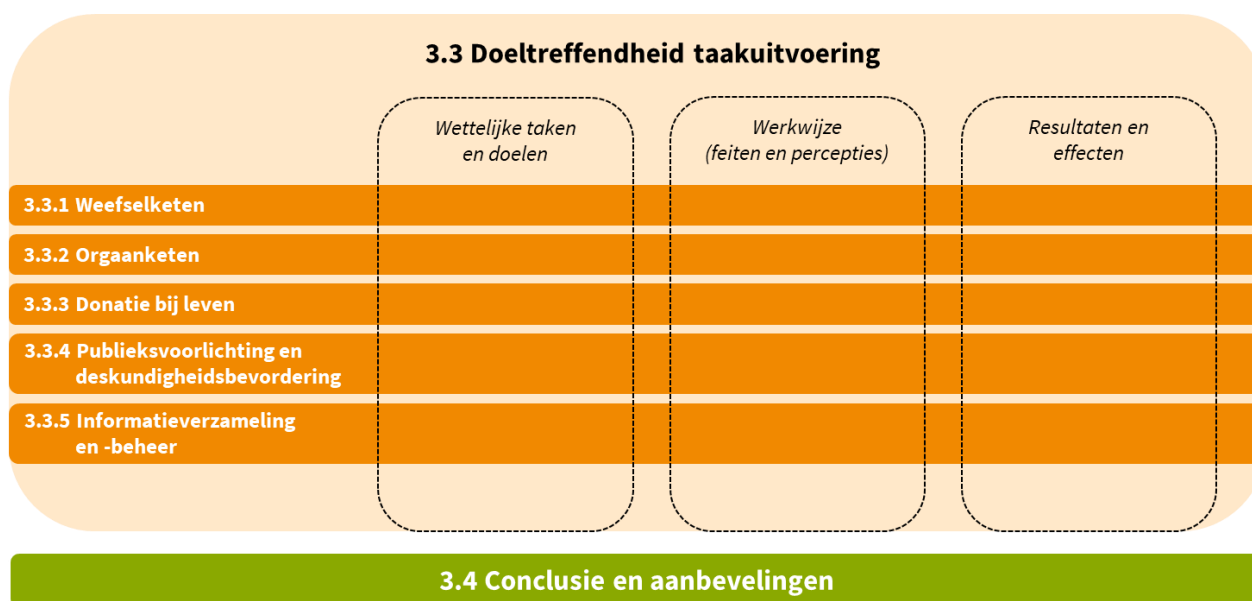 3.3 Doeltreffendheid taakuitvoering
Wettelijke taken
en doelen
Werkwijze
(feiten en percepties)
Resultaten en
effecten
3.3.1 Weefselketen
3.3.2 Orgaanketen
3.3.3 Donatie bij leven
3.3.4 Publieksvoorlichting en
deskundigheidsbevordering
3.3.5 Informatieverzameling
en -beheer
3.4 Conclusie en aanbevelingen